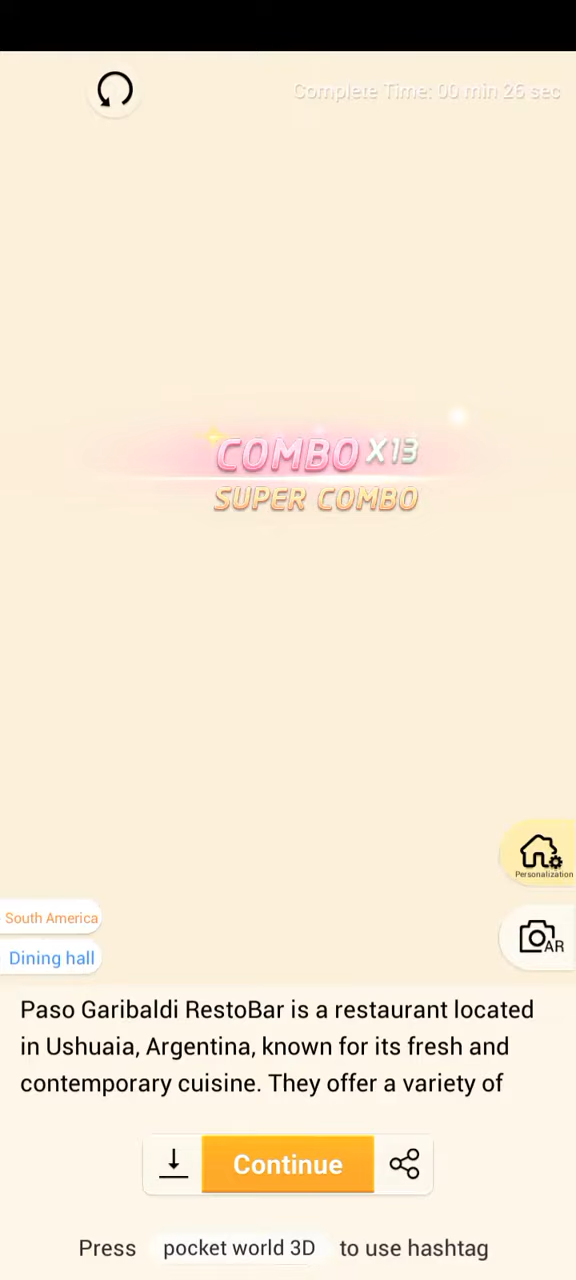 Complete Time: 00 min 26 sec
COMBO X13
SUPER COMBO
Personalization
South America
AR
Dining hall
Paso Garibaldi RestoBar is a restaurant located
in Ushuaia, Argentina, known for its fresh and
contemporary cuisine. They offer a variety of
Continue
Press pocket world 3D to use hashtag